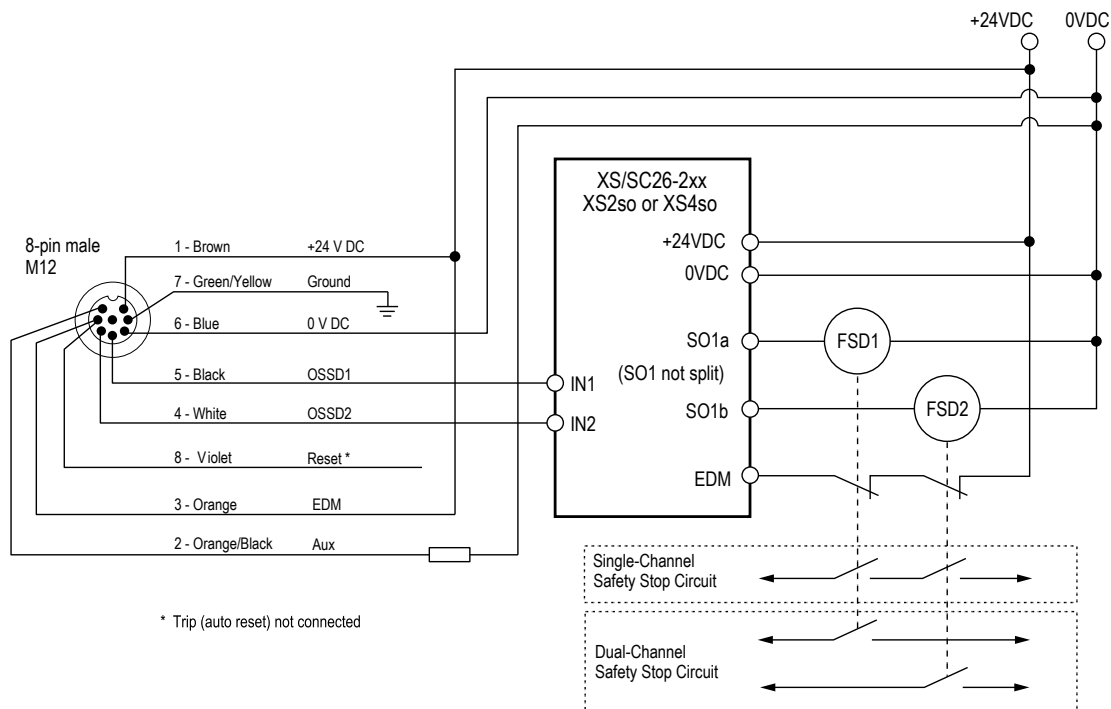 +24VDC 0VDC
XS/SC26-2xx
XS2so or XS4so
+24VDC
0VDC
SO1a
(SO1 not split)
SO1b
EDM
IN1
IN2
FSD1
FSD2
8-pin male
M12
1 - Brown +24 V DC
7 - Green/Yellow Ground
6 - Blue 0 V DC
5 - Black OSSD1
4 - White OSSD2
8 - Violet Reset *
3 - Orange EDM
2 - Orange/Black Aux
* Trip (auto reset) not connected
Single-Channel
Safety Stop Circuit
Dual-Channel
Safety Stop Circuit